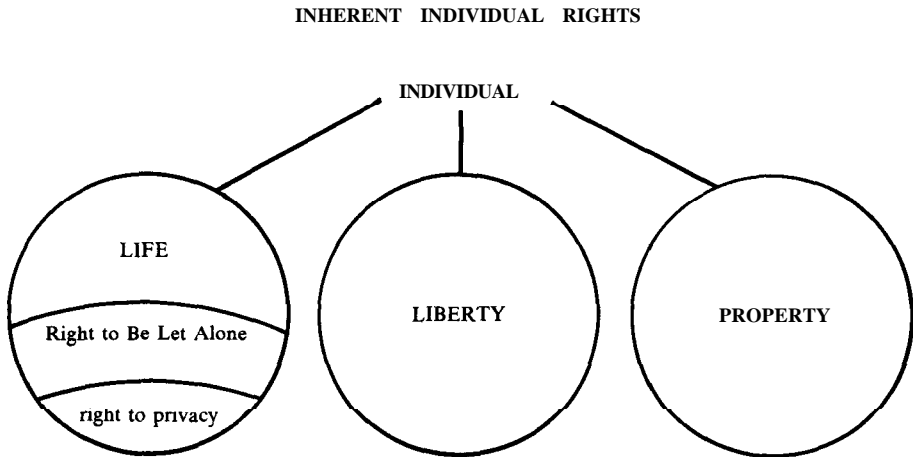 INHERENT INDIVIDUAL RIGHTS
INDIVIDUAL
LIFE
Right to Be Let Alone
right to privacy
LIBERTY
PROPERTY